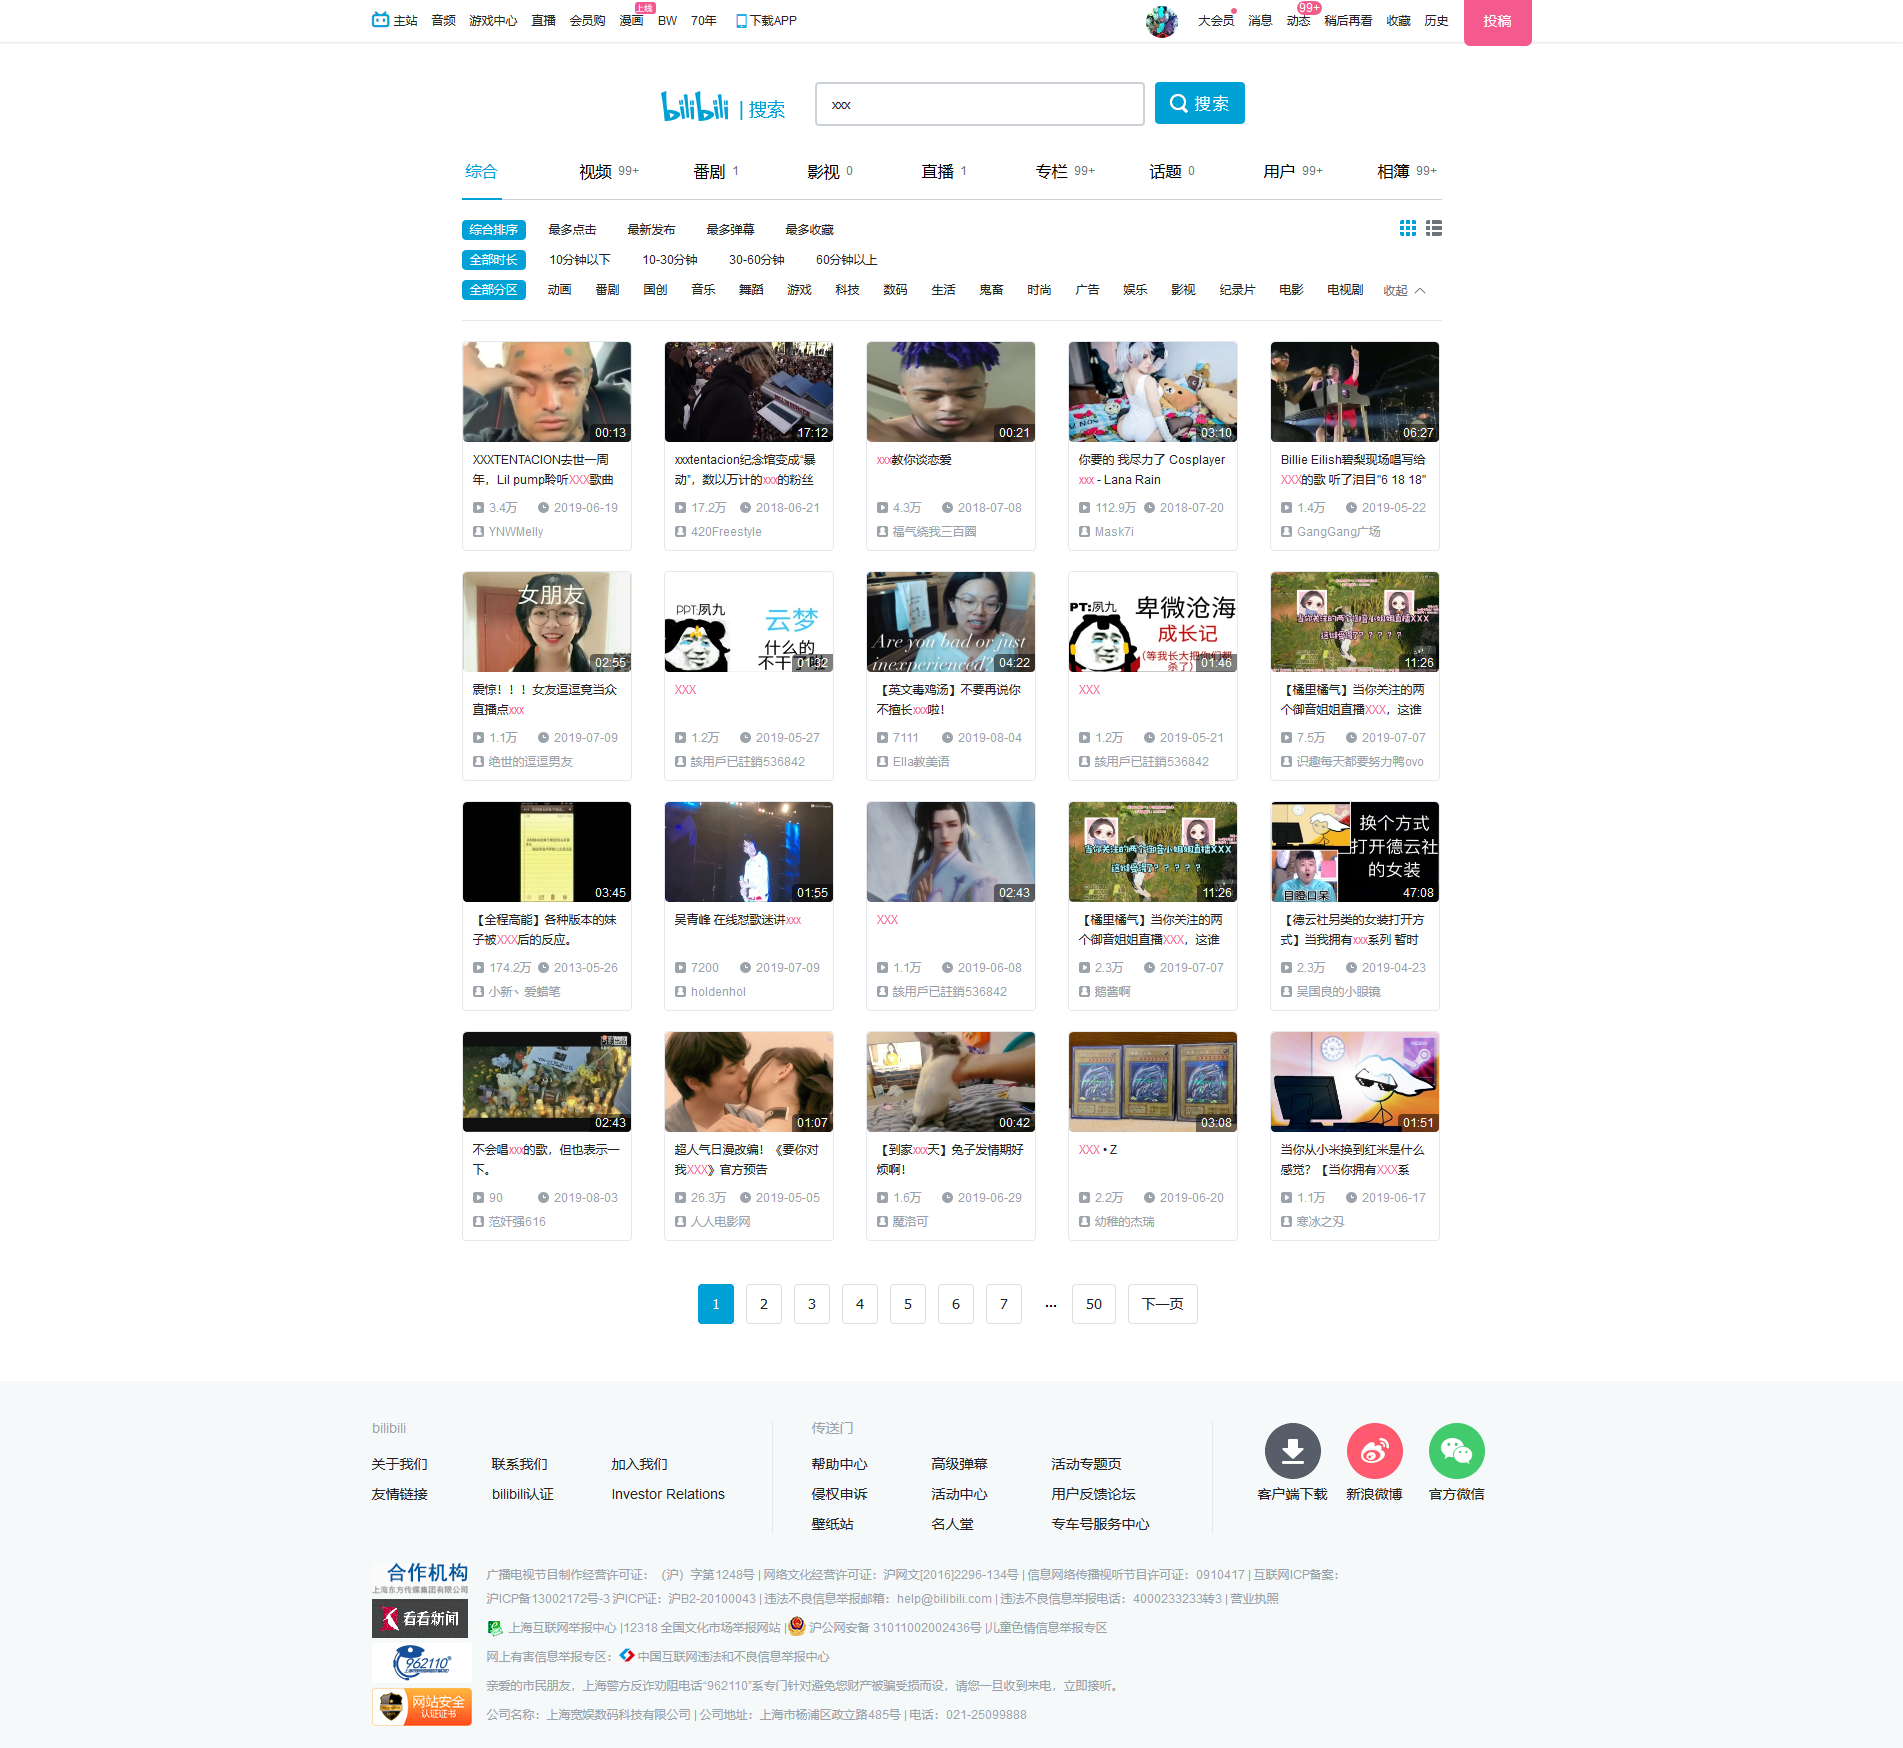 主站 音频 游戏中心 直播 会员购 漫画 上线 BW 70年 下载APP 大会员 消息 动态 99+ 稍后再看 收藏 历史 投稿
bilibili | 搜索 xxx 搜索
综合 视频 99+ 番剧 1 影视 0 直播 1 专栏 99+ 话题 0 用户 99+ 相簿 99+
综合排序 最多点击 最新发布 最多弹幕 最多收藏
全部时长 10分钟以下 10-30分钟 30-60分钟 60分钟以上
全部分区 动画 番剧 国创 音乐 舞蹈 游戏 科技 数码 生活 鬼畜 时尚 广告 娱乐 影视 纪录片 电影 电视剧 收起
00:13
XXXTENTACION去世一周
年，Lil pump聆听XXX歌曲
3.4万 2019-06-19
YNWMelly
17:12
xxxtentacion纪念馆变成“暴
动”，数以万计的xxx的粉丝
17.2万 2018-06-21
420Freestyle
00:21
xxx教你谈恋爱
4.3万 2018-07-08
福气绕我三百圈
03:10
你要的 我尽力了 Cosplayer
xxx - Lana Rain
112.9万 2018-07-20
Mask7i
06:27
Billie Eilish碧梨现场唱写给
XXX的歌 听了泪目"6 18 18"
1.4万 2019-05-22
GangGang广场
女朋友
02:55
震惊！！！女友逗逗竟当众
直播点xxx
1.1万 2019-07-09
绝世的逗逗男友
PPT:夙九
云梦
什么的
01:32
XXX
1.2万 2019-05-27
該用戶已註銷536842
Are you bad or just
inexperienced?
04:22
【英文毒鸡汤】不要再说你
不擅长xxx啦！
7111 2019-08-04
Ella教美语
PT:夙九
卑微沧海
成长记
(等我长大把你们都
杀了)
01:46
XXX
1.2万 2019-05-21
該用戶已註銷536842
当你关注的两个御音小姐姐直播XXX
这谁受得了？？？？？
11:26
【橘里橘气】当你关注的两
个御音姐姐直播XXX，这谁
7.5万 2019-07-07
识趣每天都要努力鸭ovo
03:45
【全程高能】各种版本的妹
子被XXX后的反应。
174.2万 2013-05-26
小新丶爱蜡笔
01:55
吴青峰 在线怼歌迷讲xxx
7200 2019-07-09
holdenhol
02:43
XXX
1.1万 2019-06-08
該用戶已註銷536842
当你关注的两个御音小姐姐直播XXX
这谁受得了？？？？？
11:26
【橘里橘气】当你关注的两
个御音姐姐直播XXX，这谁
2.3万 2019-07-07
鹅酱啊
换个方式
打开德云社
的女装
目瞪口呆
47:08
【德云社另类的女装打开方
式】当我拥有xxx系列 暂时
2.3万 2019-04-23
吴国良的小眼镜
02:43
不会唱xxx的歌，但也表示一
下。
90 2019-08-03
范奸强616
01:07
超人气日漫改编！《要你对
我XXX》官方预告
26.3万 2019-05-05
人人电影网
00:42
【到家xxx天】兔子发情期好
烦啊！
1.6万 2019-06-29
魔洛可
03:08
XXX • Z
2.2万 2019-06-20
幼稚的杰瑞
01:51
当你从小米换到红米是什么
感觉？【当你拥有XXX系
1.1万 2019-06-17
寒冰之刄
1 2 3 4 5 6 7 ... 50 下一页
bilibili
关于我们 联系我们 加入我们
友情链接 bilibili认证 Investor Relations
传送门
帮助中心 高级弹幕 活动专题页
侵权申诉 活动中心 用户反馈论坛
壁纸站 名人堂 专车号服务中心
客户端下载 新浪微博 官方微信
合作机构
上海东方传媒集团有限公司
看看新闻
962110
网站安全
认证证书
广播电视节目制作经营许可证：（沪）字第1248号 | 网络文化经营许可证：沪网文[2016]2296-134号 | 信息网络传播视听节目许可证：0910417 | 互联网ICP备案：
沪ICP备13002172号-3 沪ICP证：沪B2-20100043 | 违法不良信息举报邮箱：help@bilibili.com | 违法不良信息举报电话：4000233233转3 | 营业执照
上海互联网举报中心 |12318 全国文化市场举报网站 | 沪公网安备 31011002002436号 |儿童色情信息举报专区
网上有害信息举报专区： 中国互联网违法和不良信息举报中心
亲爱的市民朋友，上海警方反诈劝阻电话“962110”系专门针对避免您财产被骗受损而设，请您一旦收到来电，立即接听。
公司名称：上海宽娱数码科技有限公司 | 公司地址：上海市杨浦区政立路485号 | 电话：021-25099888